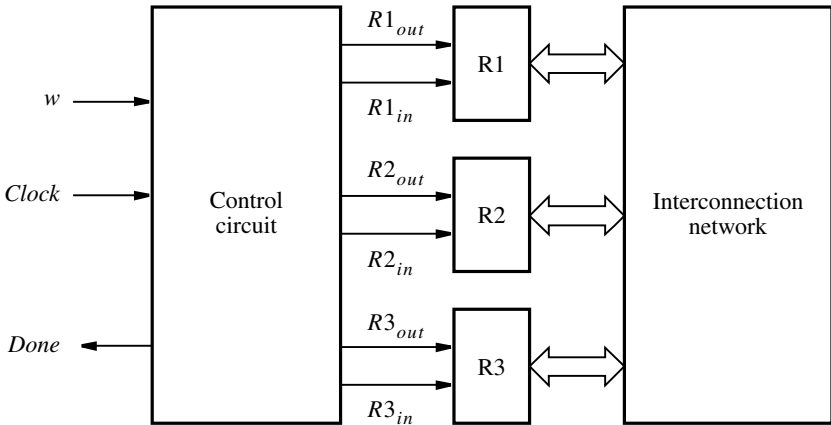 R1out
R1
w
R1in
Clock
R2out
Control
circuit
R2
Interconnection
network
R2in
R3out
Done
R3
R3in